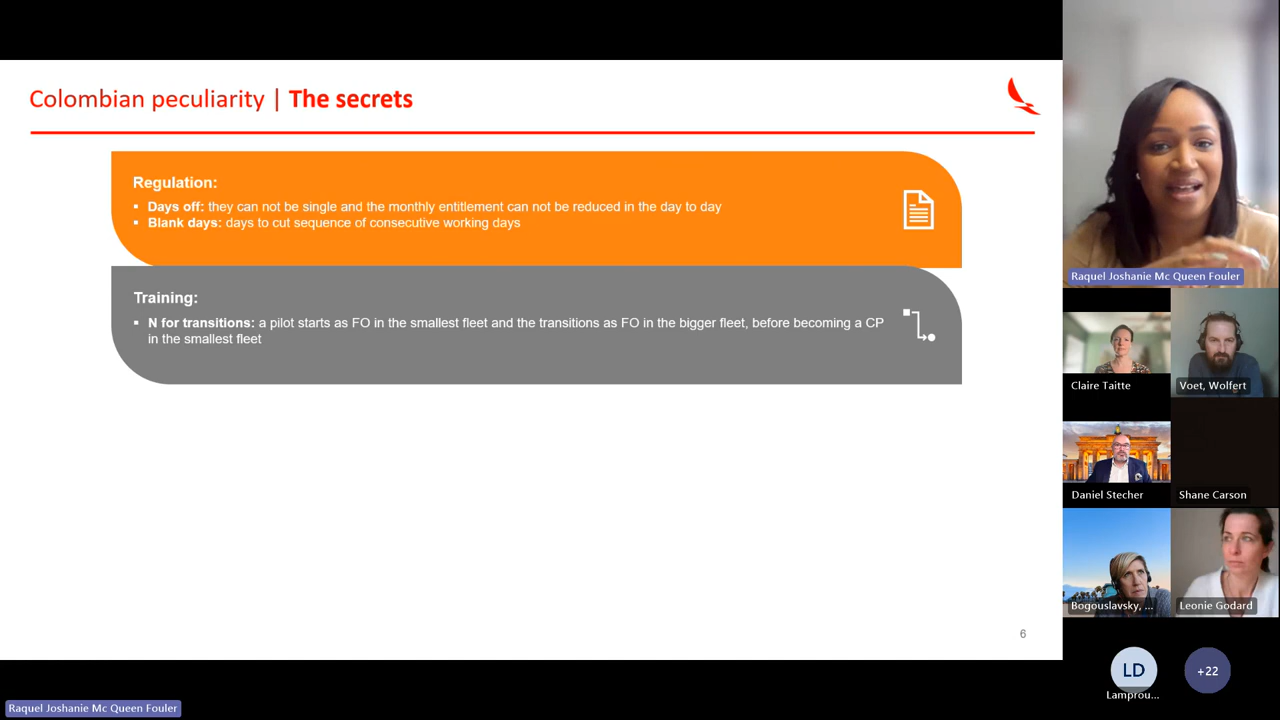 Colombian peculiarity | The secrets
Regulation:
▪ Days off: they can not be single and the monthly entitlement can not be reduced in the day to day
▪ Blank days: days to cut sequence of consecutive working days
Training:
▪ N for transitions: a pilot starts as FO in the smallest fleet and the transitions as FO in the bigger fleet, before becoming a CP
in the smallest fleet
6
Raquel Joshanie Mc Queen Fouler
Claire Taitte
Voet, Wolfert
Daniel Stecher
Shane Carson
Bogouslavsky, ...
Leonie Godard
LD
+22
Lamprou...
Raquel Joshanie Mc Queen Fouler